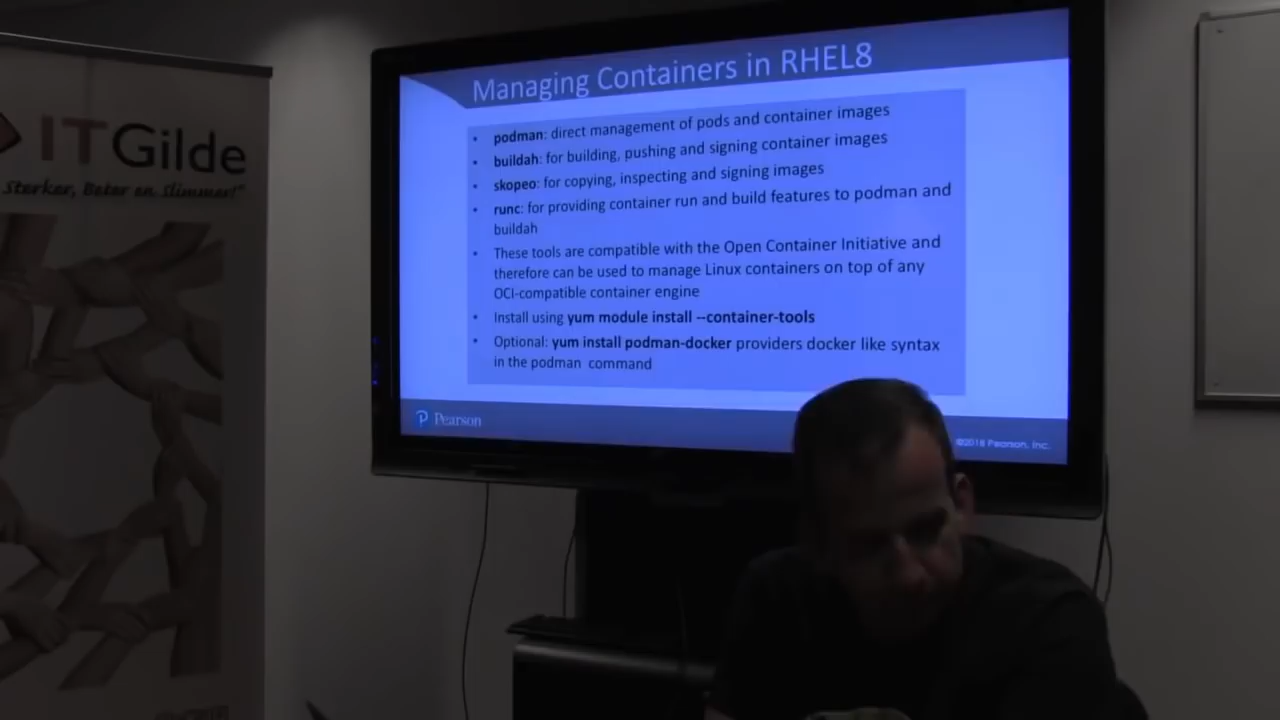 ITGilde
Sterker, Beter en Slimmer!"
Managing Containers in RHEL8
• podman: direct management of pods and container images
• buildah: for building, pushing and signing container images
• skopeo: for copying, inspecting and signing images
• runc: for providing container run and build features to podman and
buildah
• These tools are compatible with the Open Container Initiative and
therefore can be used to manage Linux containers on top of any
OCI-compatible container engine
• Install using yum module install --container-tools
• Optional: yum install podman-docker providers docker like syntax
in the podman command
Pearson
©2018 Pearson, Inc.